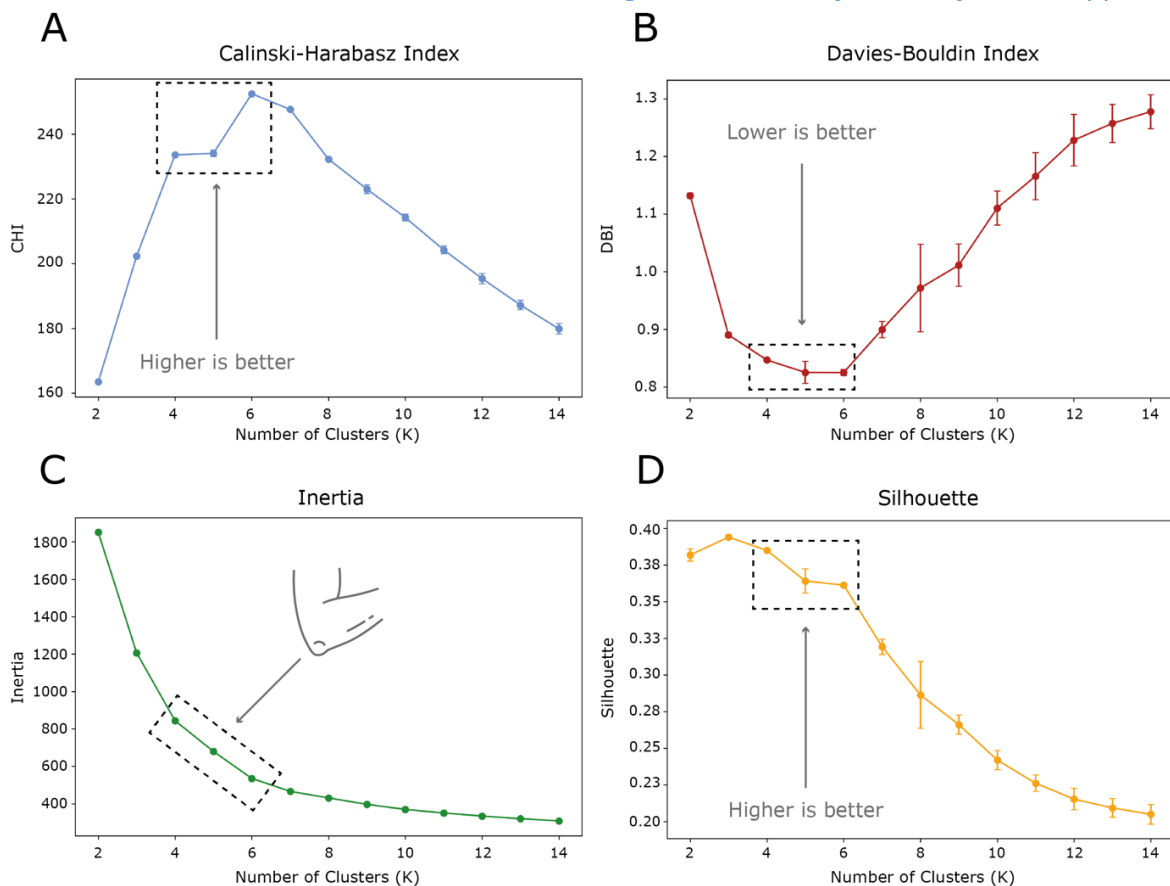 A
Calinski-Harabasz Index
CHI
240
220
200
180
160
Higher is better
2 4 6 8 10 12 14
Number of Clusters (K)
B
Davies-Bouldin Index
DBI
1.3
1.2
1.1
1.0
0.9
0.8
Lower is better
2 4 6 8 10 12 14
Number of Clusters (K)
C
Inertia
Inertia
1800
1600
1400
1200
1000
800
600
400
2 4 6 8 10 12 14
Number of Clusters (K)
D
Silhouette
Silhouette
0.40
0.38
0.35
0.33
0.30
0.28
0.25
0.23
0.20
Higher is better
2 4 6 8 10 12 14
Number of Clusters (K)